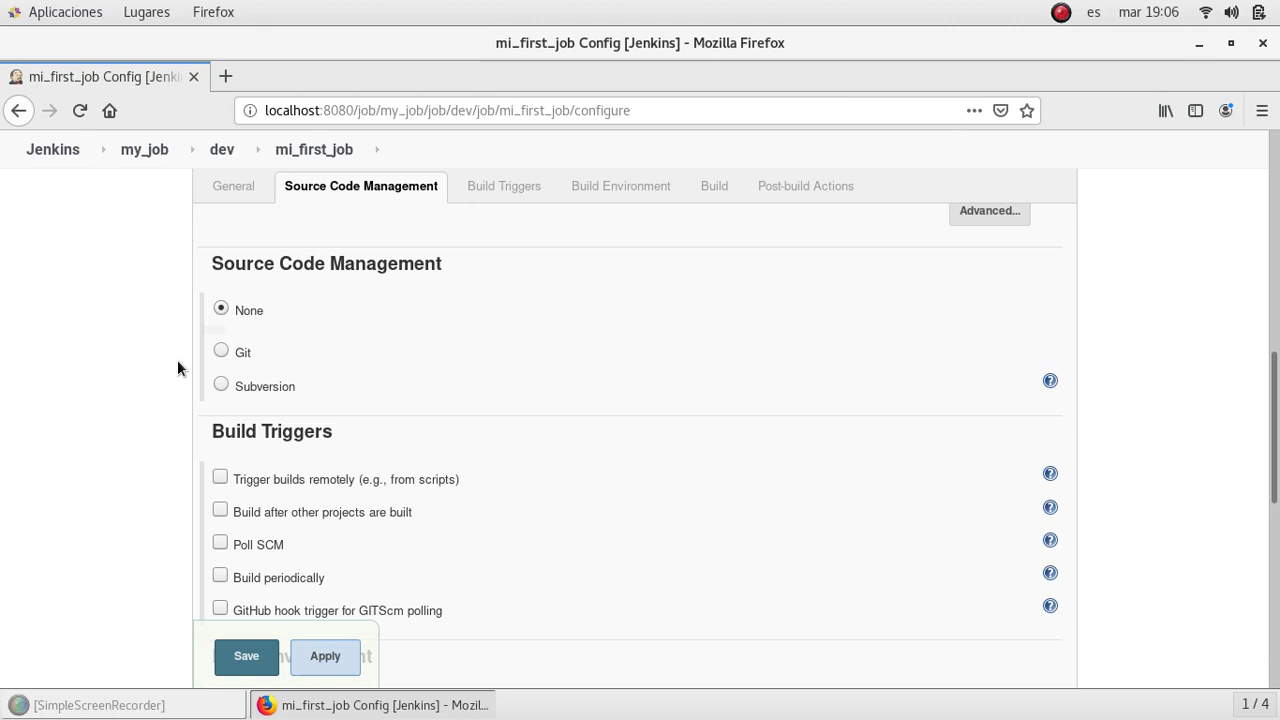 Aplicaciones Lugares Firefox es mar 19:06
mi_first_job Config [Jenkins] - Mozilla Firefox
mi_first_job Config [Jenki
localhost:8080/job/my_job/job/dev/job/mi_first_job/configure
Jenkins my_job dev mi_first_job
General Source Code Management Build Triggers Build Environment Build Post-build Actions
Advanced...
Source Code Management
None
Git
Subversion
Build Triggers
Trigger builds remotely (e.g., from scripts)
Build after other projects are built
Poll SCM
Build periodically
GitHub hook trigger for GITScm polling
Save Apply
[SimpleScreenRecorder] mi_first_job Config [Jenkins] - Mozil... 1 / 4